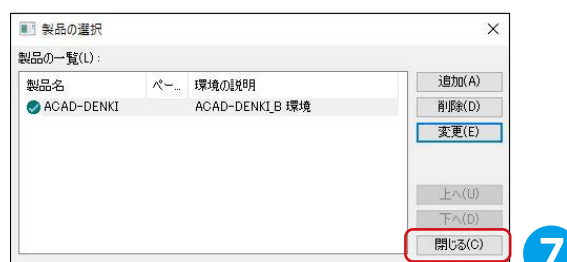 製品の選択
製品の一覧(L):
製品名 ペー... 環境の説明
ACAD-DENKI ACAD-DENKI_B 環境
追加(A)
削除(D)
変更(E)
上へ(U)
下へ(D)
閉じる(C)
7